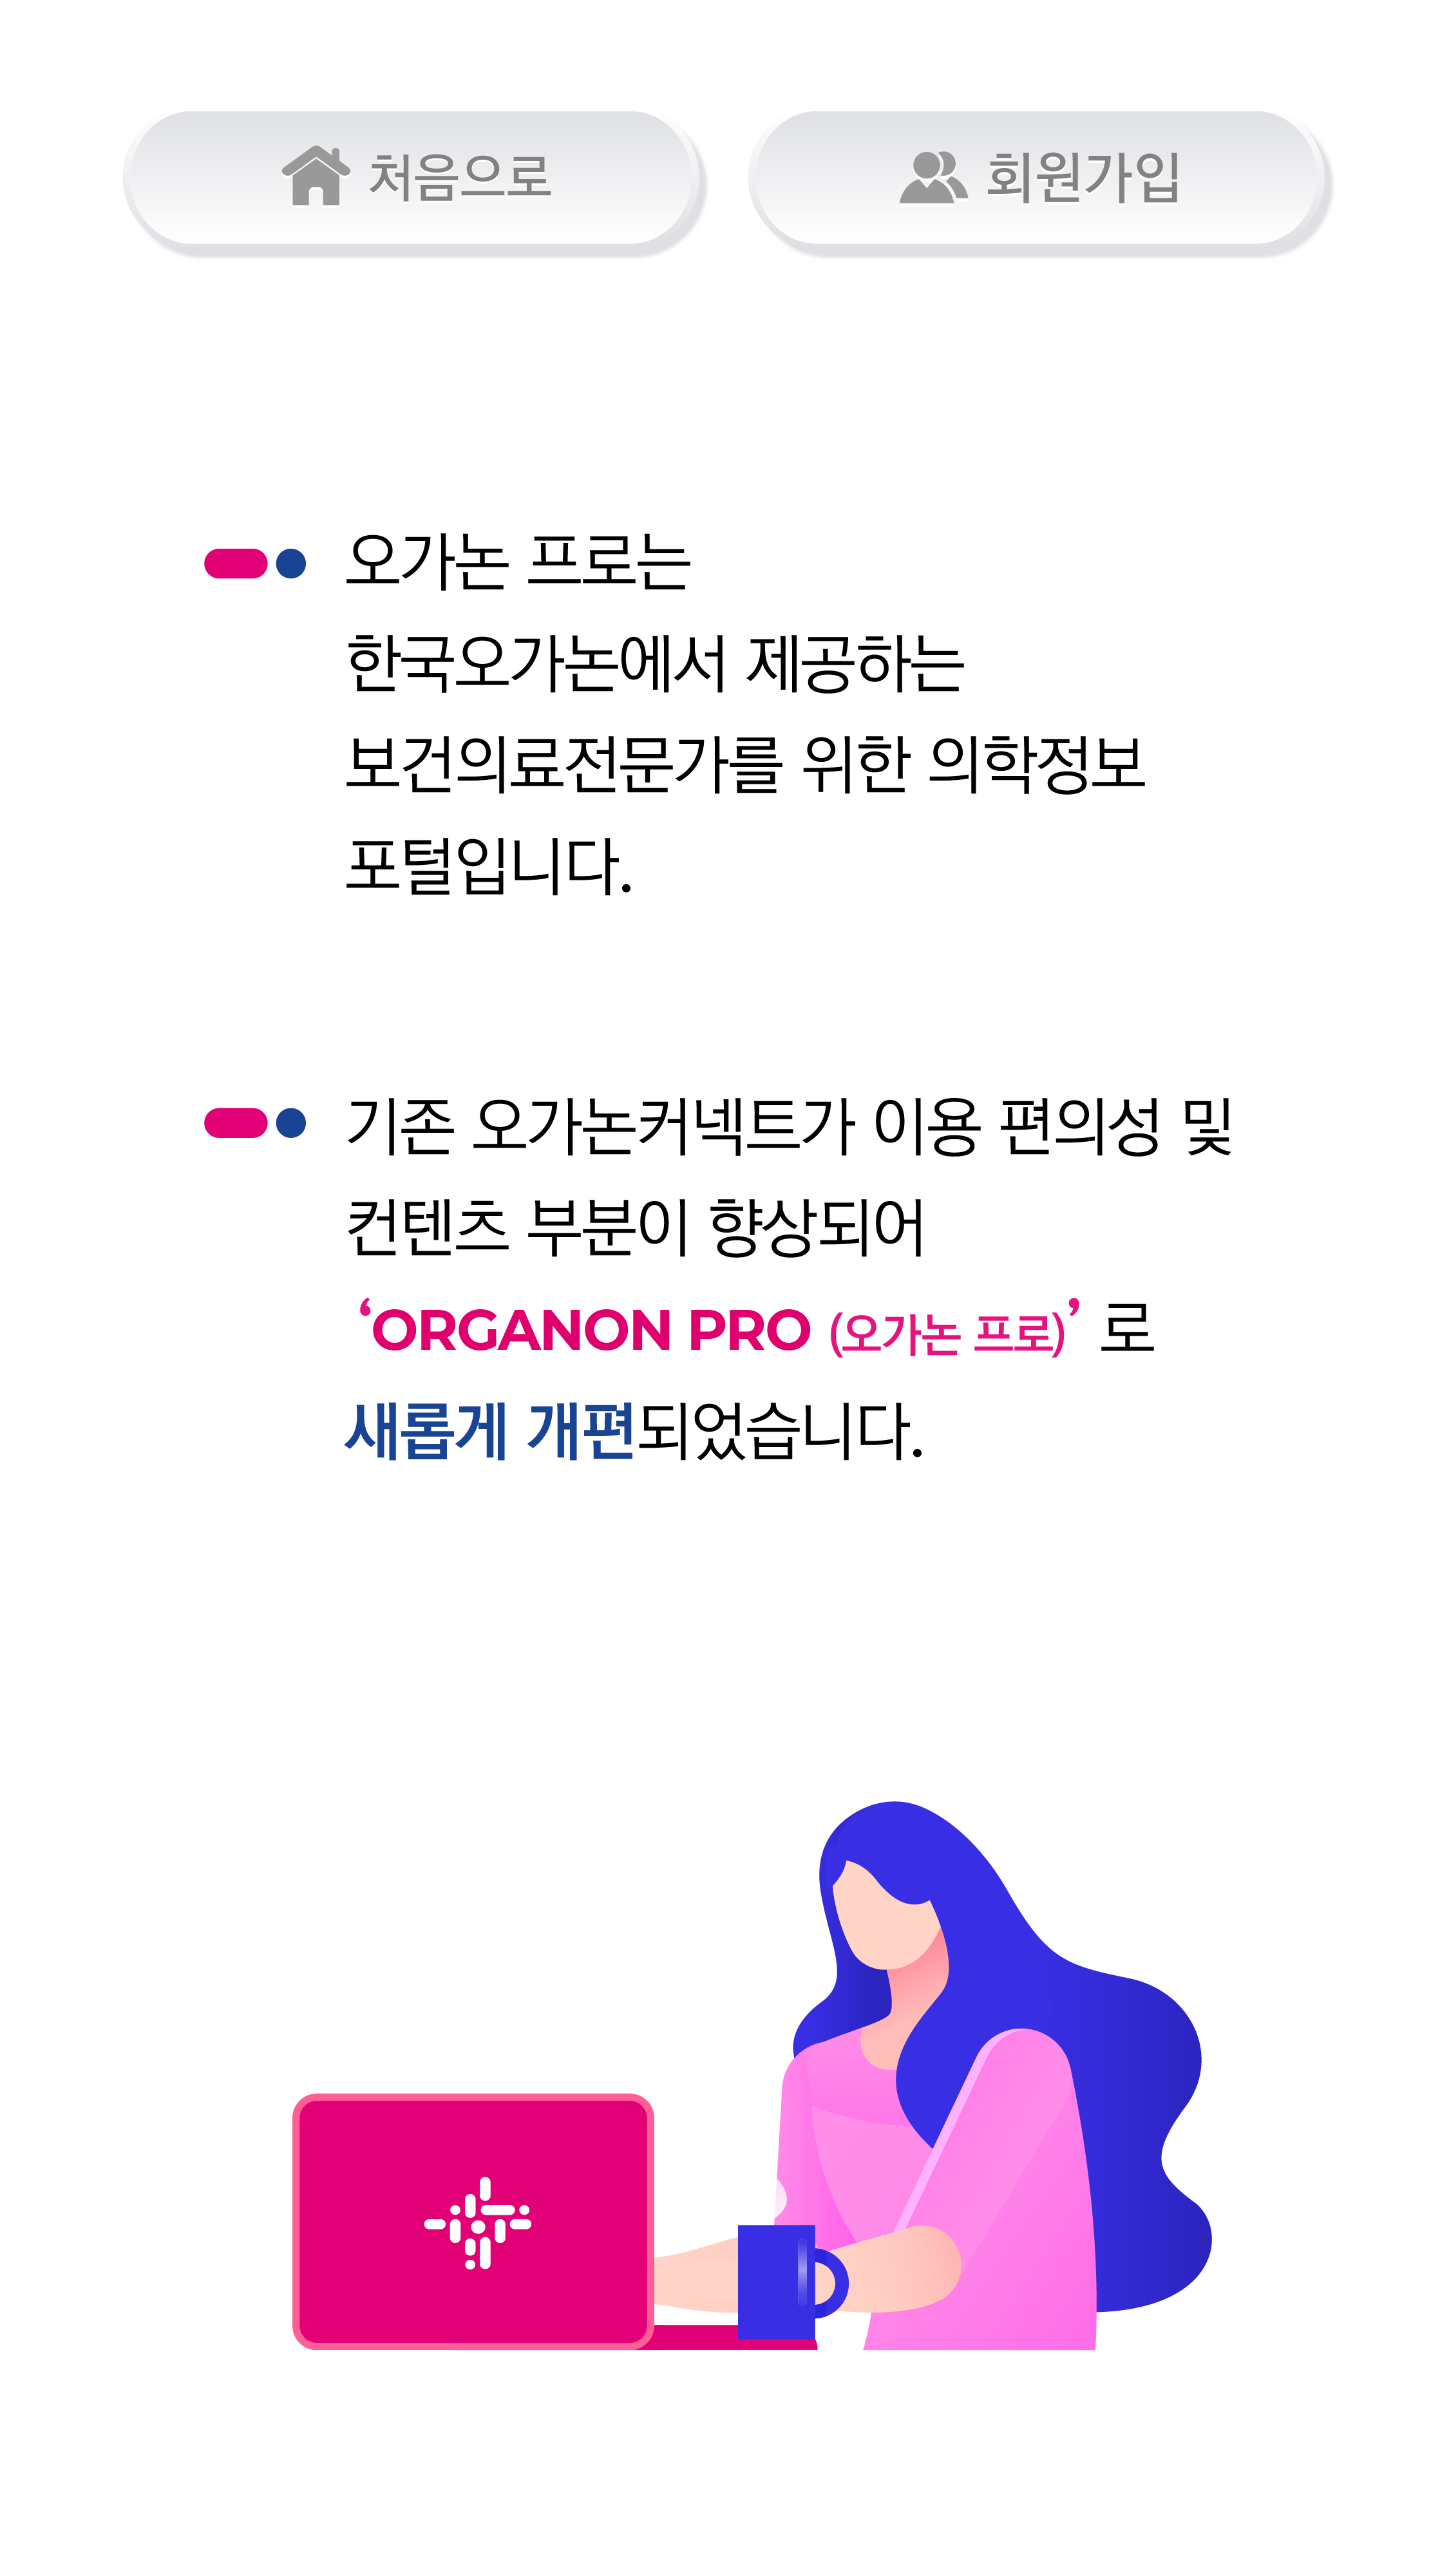 처음으로
회원가입
오가논 프로는
한국오가논에서 제공하는
보건의료전문가를 위한 의학정보
포털입니다.
기존 오가논커넥트가 이용 편의성 및
컨텐츠 부분이 향상되어
‘ORGANON PRO (오가논 프로)’ 로
새롭게 개편되었습니다.